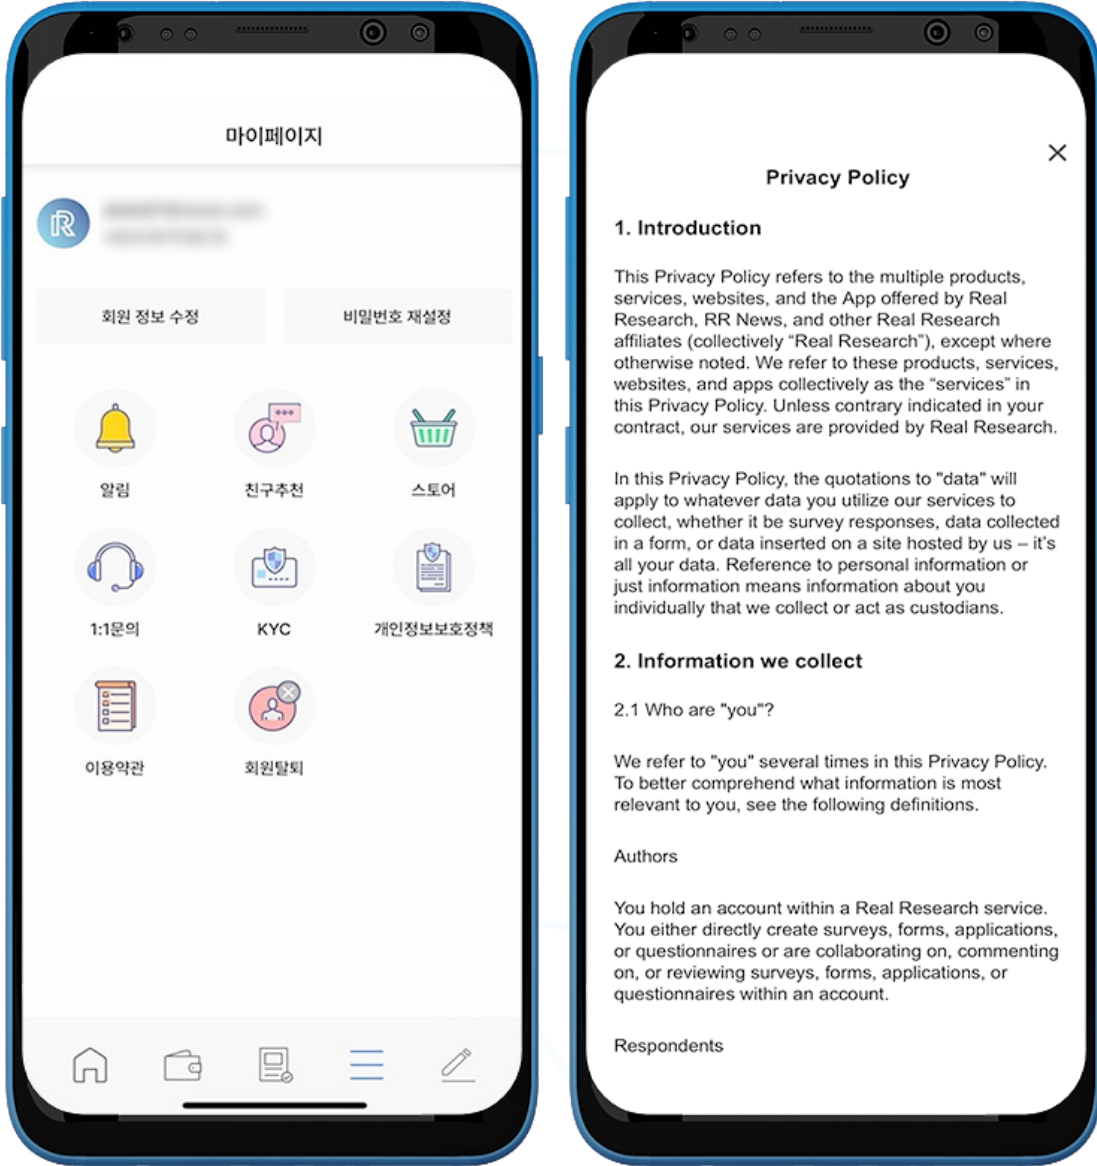 마이페이지
회원 정보 수정
비밀번호 재설정
알림
친구추천
스토어
1:1문의
KYC
개인정보보호정책
이용약관
회원탈퇴
Privacy Policy
1. Introduction
This Privacy Policy refers to the multiple products,
services, websites, and the App offered by Real
Research, RR News, and other Real Research
affiliates (collectively “Real Research”), except where
otherwise noted. We refer to these products, services,
websites, and apps collectively as the “services” in
this Privacy Policy. Unless contrary indicated in your
contract, our services are provided by Real Research.
In this Privacy Policy, the quotations to "data" will
apply to whatever data you utilize our services to
collect, whether it be survey responses, data collected
in a form, or data inserted on a site hosted by us – it’s
all your data. Reference to personal information or
just information means information about you
individually that we collect or act as custodians.
2. Information we collect
2.1 Who are "you"?
We refer to "you" several times in this Privacy Policy.
To better comprehend what information is most
relevant to you, see the following definitions.
Authors
You hold an account within a Real Research service.
You either directly create surveys, forms, applications,
or questionnaires or are collaborating on, commenting
on, or reviewing surveys, forms, applications, or
questionnaires within an account.
Respondents